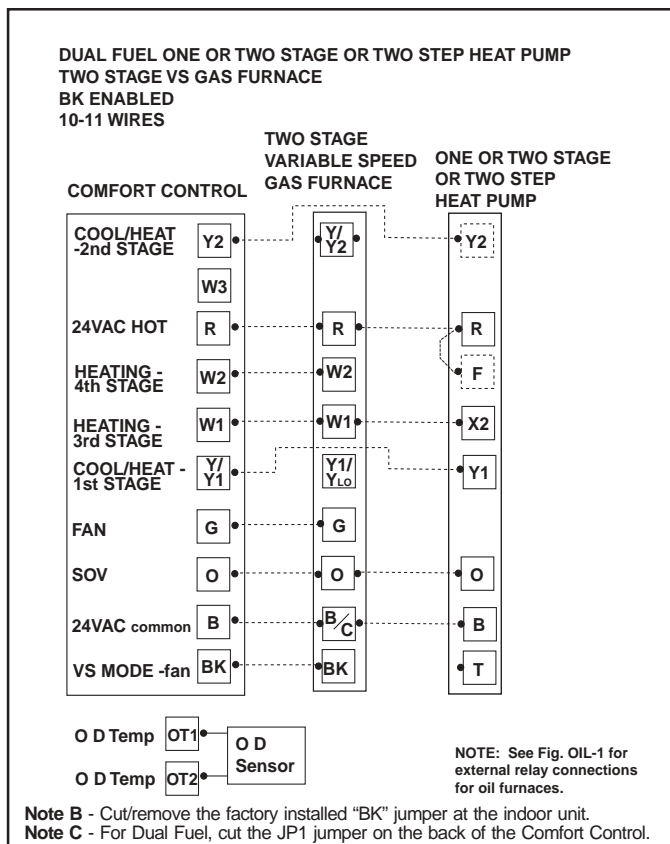 DUAL FUEL ONE OR TWO STAGE OR TWO STEP HEAT PUMP
TWO STAGE VS GAS FURNACE
BK ENABLED
10-11 WIRES
COMFORT CONTROL
TWO STAGE
VARIABLE SPEED
GAS FURNACE
ONE OR TWO STAGE
OR TWO STEP
HEAT PUMP
COOL/HEAT
-2nd STAGE
Y2
Y/
Y2
Y2
W3
24VAC HOT
R
R
R
F
HEATING -
4th STAGE
W2
W2
HEATING -
3rd STAGE
W1
W1
X2
COOL/HEAT -
1st STAGE
Y/
Y1
Y1/
YLO
Y1
FAN
G
G
SOV
O
O
O
24VAC common
B
B/C
B
VS MODE -fan
BK
BK
T
O D Temp
OT1
O D
Sensor
O D Temp
OT2
NOTE: See Fig. OIL-1 for
external relay connections
for oil furnaces.
Note B - Cut/remove the factory installed “BK” jumper at the indoor unit.
Note C - For Dual Fuel, cut the JP1 jumper on the back of the Comfort Control.